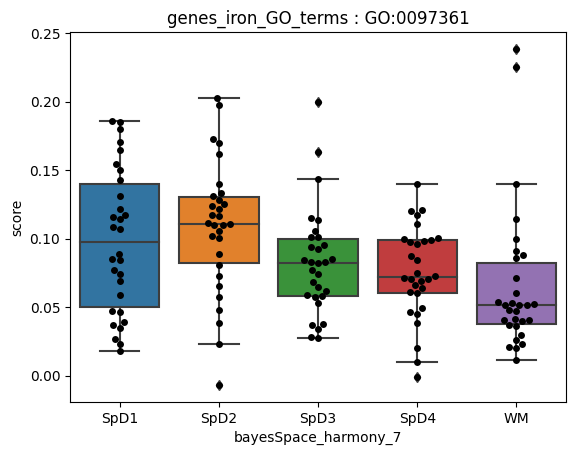 genes_iron_GO_terms : GO:0097361
0.25
0.20
0.15
0.10
0.05
0.00
score
SpD1 SpD2 SpD3 SpD4 WM
bayesSpace_harmony_7